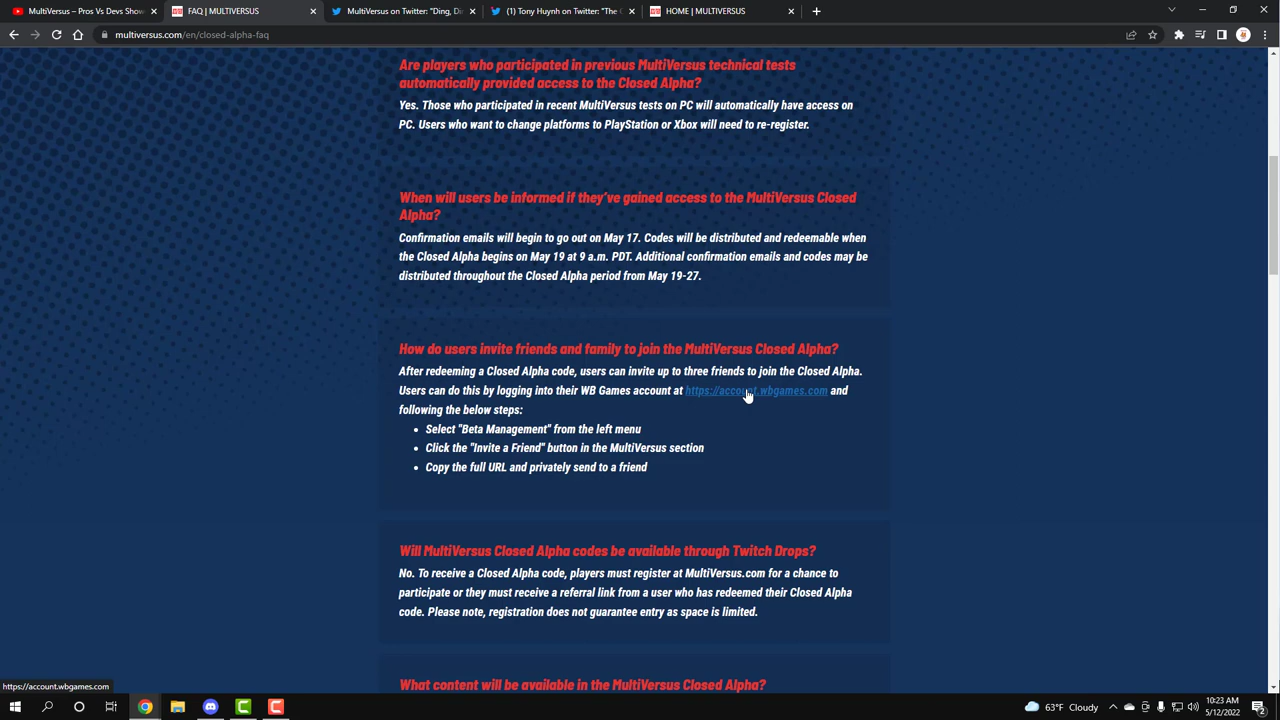 MultiVersus – Pros Vs Devs Show
FAQ | MULTIVERSUS
MultiVersus on Twitter: "Ding, D
(1) Tony Huynh on Twitter: "The
HOME | MULTIVERSUS
multiversus.com/en/closed-alpha-faq
Are players who participated in previous MultiVersus technical tests
automatically provided access to the Closed Alpha?
Yes. Those who participated in recent MultiVersus tests on PC will automatically have access on
PC. Users who want to change platforms to PlayStation or Xbox will need to re-register.
When will users be informed if they've gained access to the MultiVersus Closed
Alpha?
Confirmation emails will begin to go out on May 17. Codes will be distributed and redeemable when
the Closed Alpha begins on May 19 at 9 a.m. PDT. Additional confirmation emails and codes may be
distributed throughout the Closed Alpha period from May 19-27.
How do users invite friends and family to join the MultiVersus Closed Alpha?
After redeeming a Closed Alpha code, users can invite up to three friends to join the Closed Alpha.
Users can do this by logging into their WB Games account at https://account.wbgames.com and
following the below steps:
• Select "Beta Management" from the left menu
• Click the "Invite a Friend" button in the MultiVersus section
• Copy the full URL and privately send to a friend
Will MultiVersus Closed Alpha codes be available through Twitch Drops?
No. To receive a Closed Alpha code, players must register at MultiVersus.com for a chance to
participate or they must receive a referral link from a user who has redeemed their Closed Alpha
code. Please note, registration does not guarantee entry as space is limited.
What content will be available in the MultiVersus Closed Alpha?
https://account.wbgames.com
63°F Cloudy
10:23 AM
5/12/2022
2